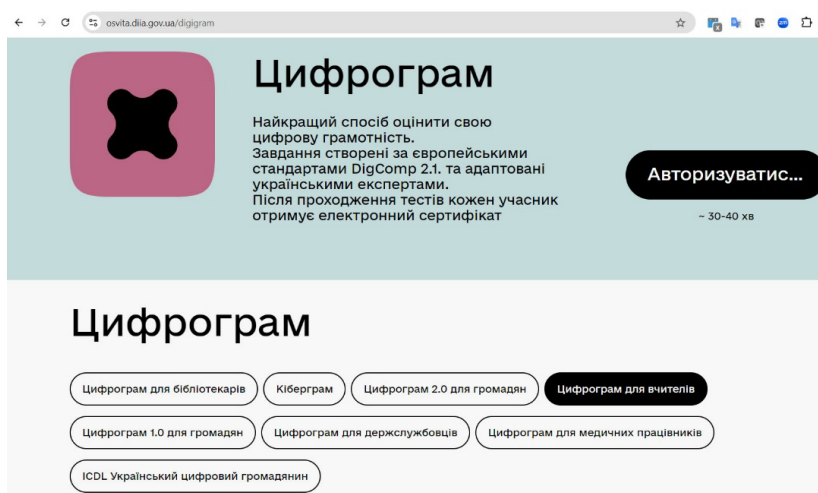 osvita.diia.gov.ua/digigram
Цифрограм
Найкращий спосіб оцінити свою
цифрову грамотність.
Завдання створені за європейськими
стандартами DigComp 2.1. та адаптовані
українськими експертами.
Після проходження тестів кожен учасник
отримує електронний сертифікат
Авторизуватис...
~ 30-40 хв
Цифрограм
Цифрограм для бібліотекарів
Кіберграм
Цифрограм 2.0 для громадян
Цифрограм для вчителів
Цифрограм 1.0 для громадян
Цифрограм для держслужбовців
Цифрограм для медичних працівників
ICDL Український цифровий громадянин